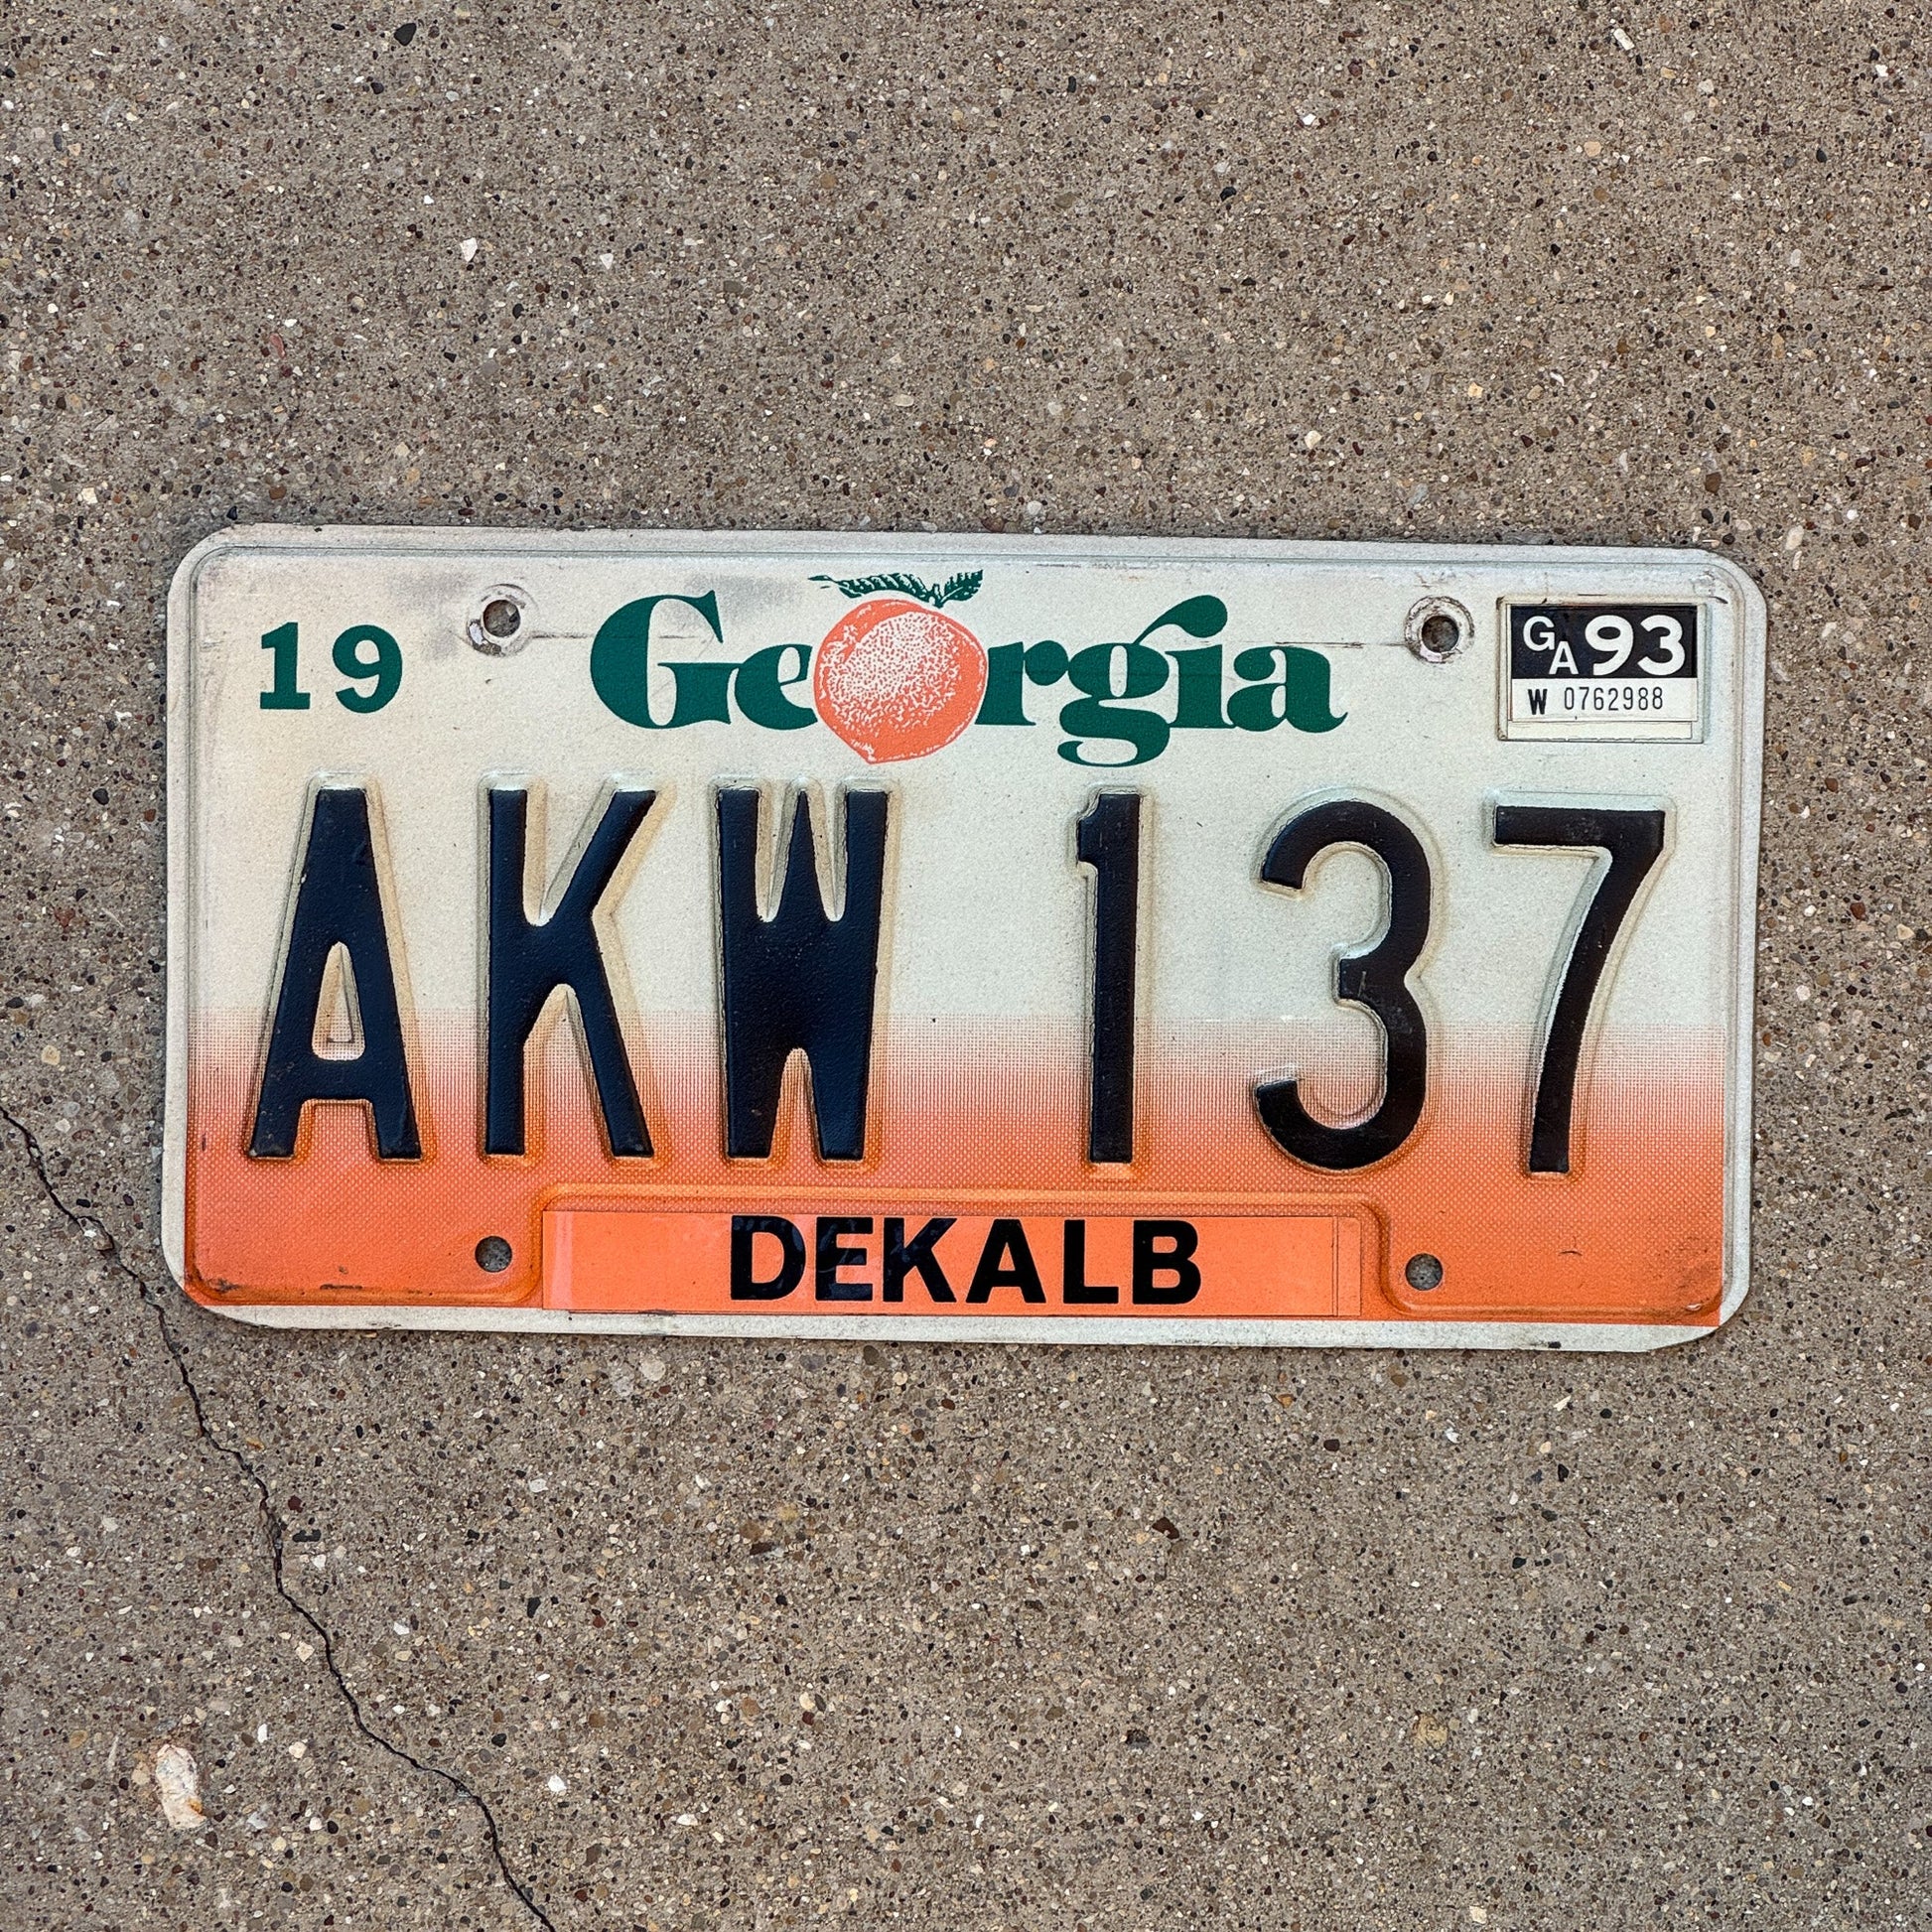 19 Georgia GA 93
W 0762988
AKW 137
DEKALB